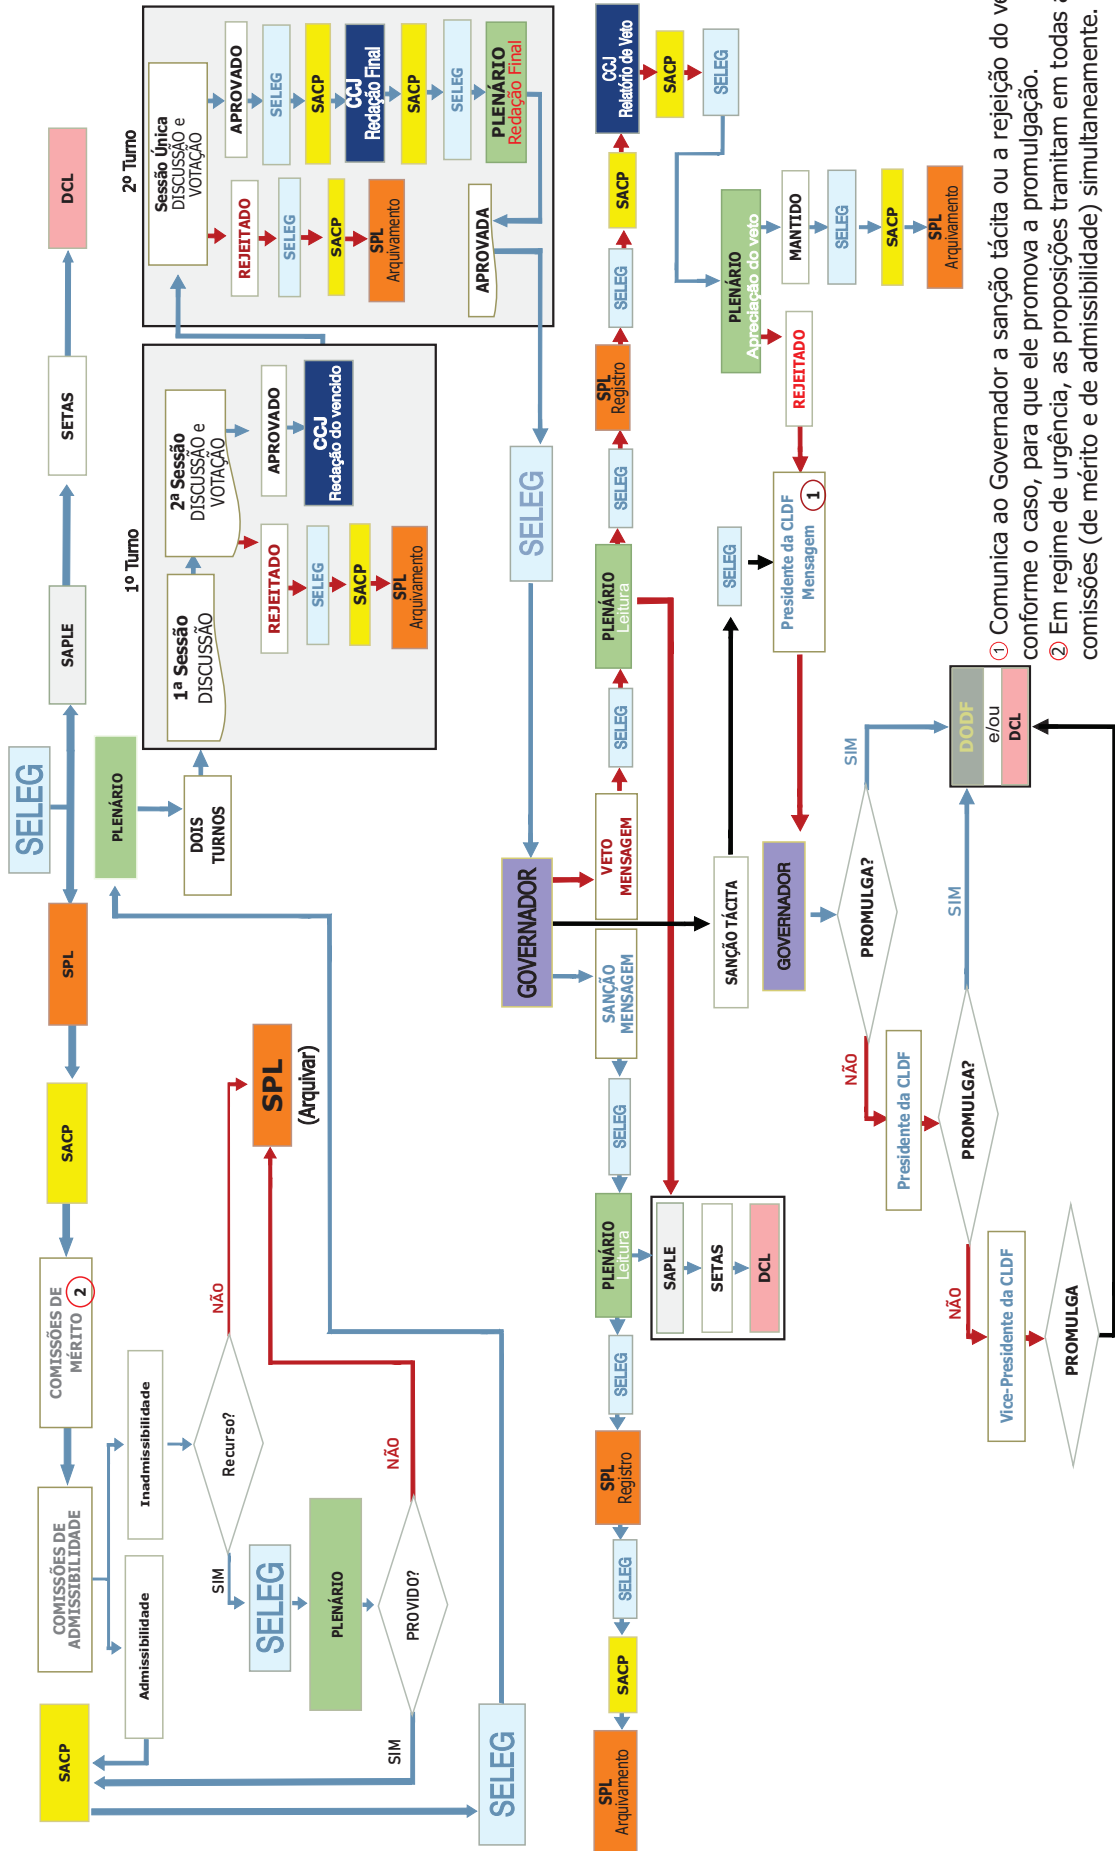 SACP
COMISSÕES DE
ADMISSIBILIDADE
COMISSÕES DE
MÉRITO
2
SACP
SPL
SELEG
SAPLE
SETAS
DCL
Admissibilidade
Inadmissibilidade
Recurso?
SIM
NÃO
SELEG
PLENÁRIO
PROVIDO?
SIM
NÃO
SPL
(Arquivar)
SELEG
PLENÁRIO
DOIS
TURNOS
1º Turno
1ª Sessão
DISCUSSÃO
2ª Sessão
DISCUSSÃO e
VOTAÇÃO
REJEITADO
SELEG
SACP
SPL
Arquivamento
APROVADO
CCJ
Redação do vencido
2º Turno
Sessão Única
DISCUSSÃO e
VOTAÇÃO
REJEITADO
SELEG
SACP
SPL
Arquivamento
APROVADO
SELEG
SACP
CCJ
Redação Final
SACP
SELEG
PLENÁRIO
Redação Final
APROVADA
SELEG
GOVERNADOR
SANÇÃO
MENSAGEM
VETO
MENSAGEM
SELEG
PLENÁRIO
Leitura
SELEG
SPL
Registro
SELEG
SACP
SPL
Arquivamento
SAPLE
SETAS
DCL
SELEG
PLENÁRIO
Leitura
SELEG
SPL
Registro
SELEG
SACP
CCJ
Relatório de Veto
SACP
SELEG
PLENÁRIO
Apreciação do veto
MANTIDO
SELEG
SACP
SPL
Arquivamento
REJEITADO
SANÇÃO TÁCITA
SELEG
Presidente da CLDF
Mensagem
1
GOVERNADOR
PROMULGA?
NÃO
SIM
Presidente da CLDF
PROMULGA?
NÃO
SIM
Vice-Presidente da CLDF
PROMULGA
DODF
e/ou
DCL
1 Comunica ao Governador a sanção tácita ou a rejeição do ve
conforme o caso, para que ele promova a promulgação.
2 Em regime de urgência, as proposições tramitam em todas a
comissões (de mérito e de admissibilidade) simultaneamente.